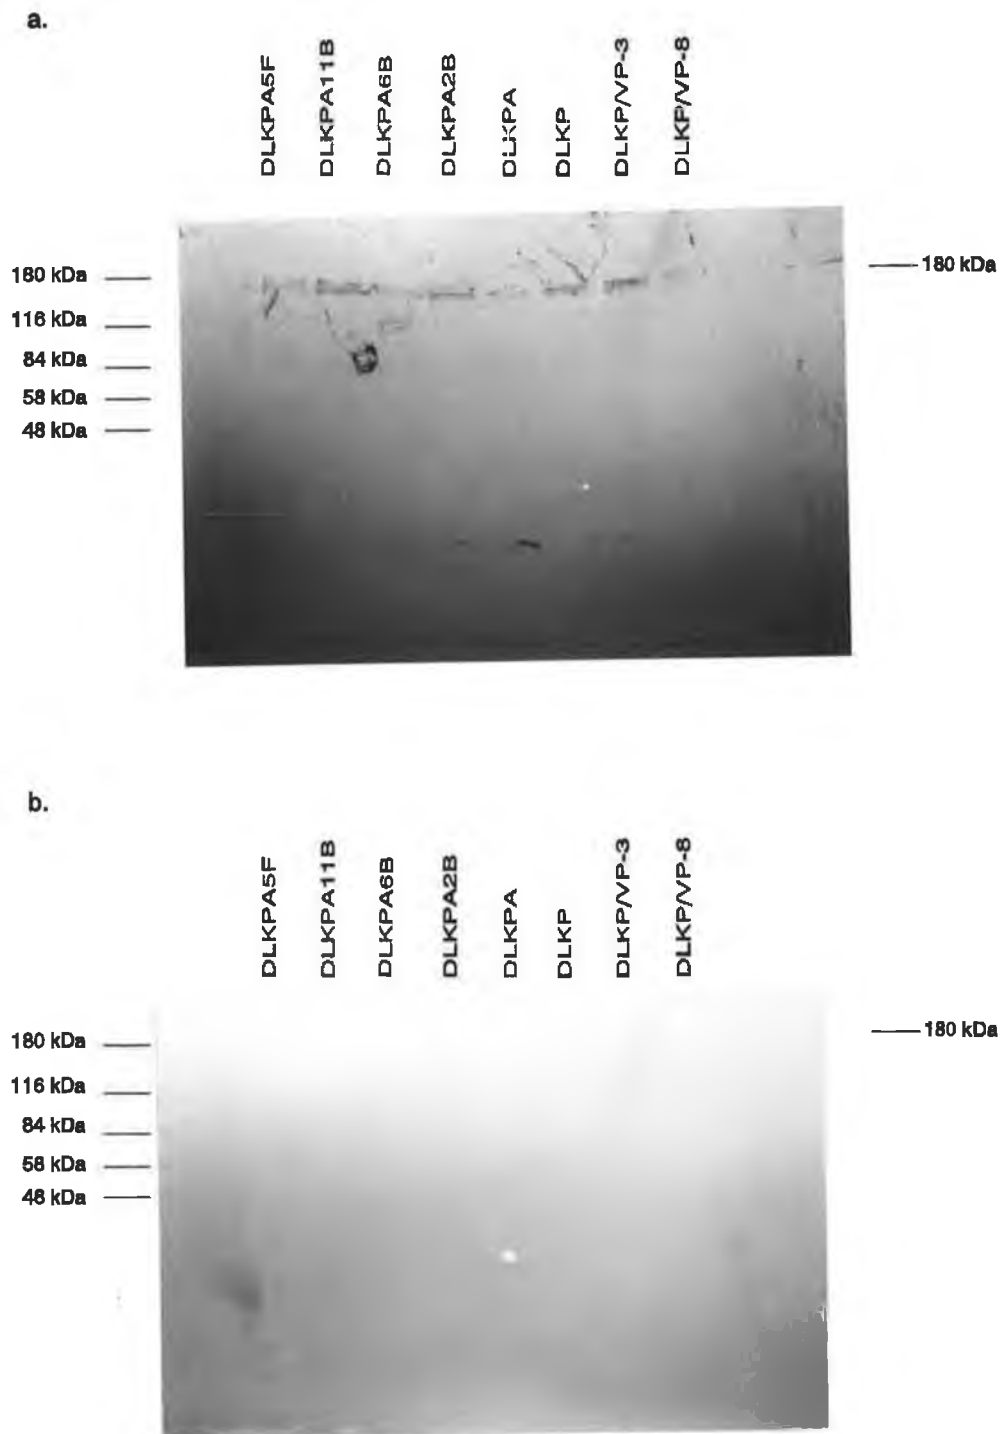 a.
DLKPA5F
DLKPA11B
DLKPA6B
DLKPA2B
DLKPA
DLKP
DLKP/VP-3
DLKP/VP-8
180 kDa
116 kDa
84 kDa
58 kDa
48 kDa
180 kDa
b.
DLKPA5F
DLKPA11B
DLKPA6B
DLKPA2B
DLKPA
DLKP
DLKP/VP-3
DLKP/VP-8
180 kDa
116 kDa
84 kDa
58 kDa
48 kDa
180 kDa